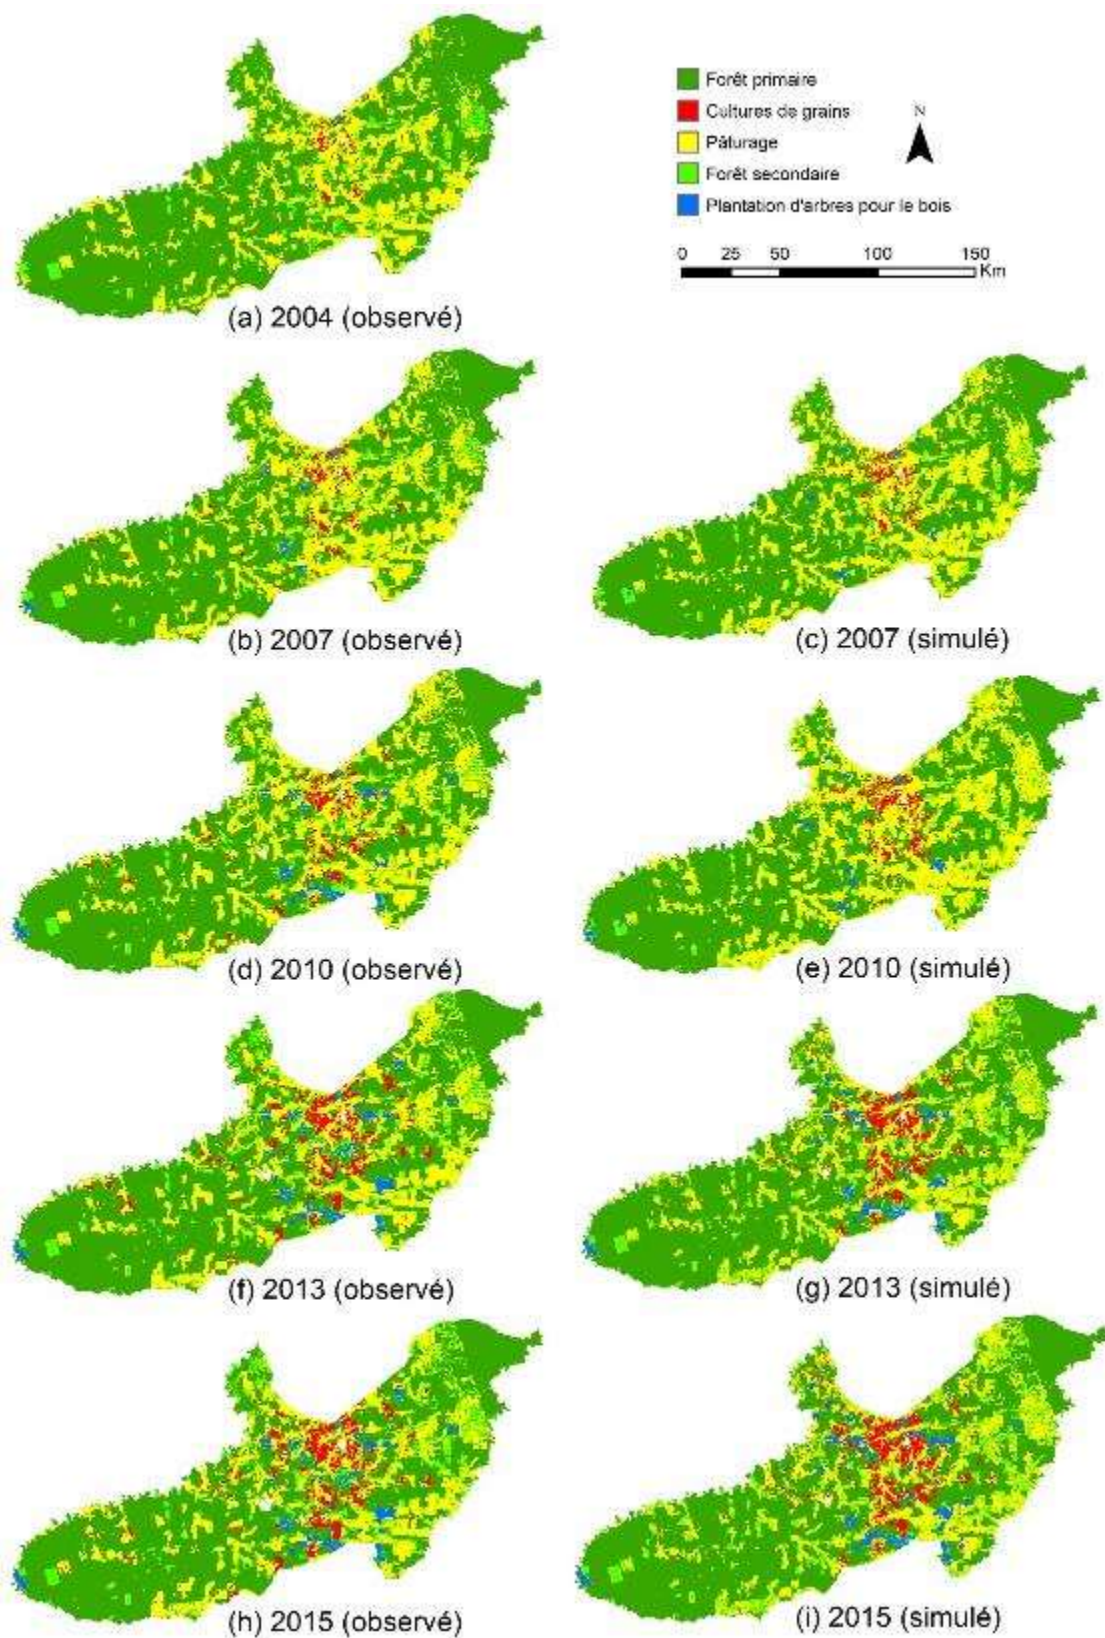 Forêt primaire
Cultures de grains
Pâturage
Forêt secondaire
Plantation d'arbres pour le bois
N
0 25 50 100 150
Km
(a) 2004 (observé)
(b) 2007 (observé)
(c) 2007 (simulé)
(d) 2010 (observé)
(e) 2010 (simulé)
(f) 2013 (observé)
(g) 2013 (simulé)
(h) 2015 (observé)
(i) 2015 (simulé)